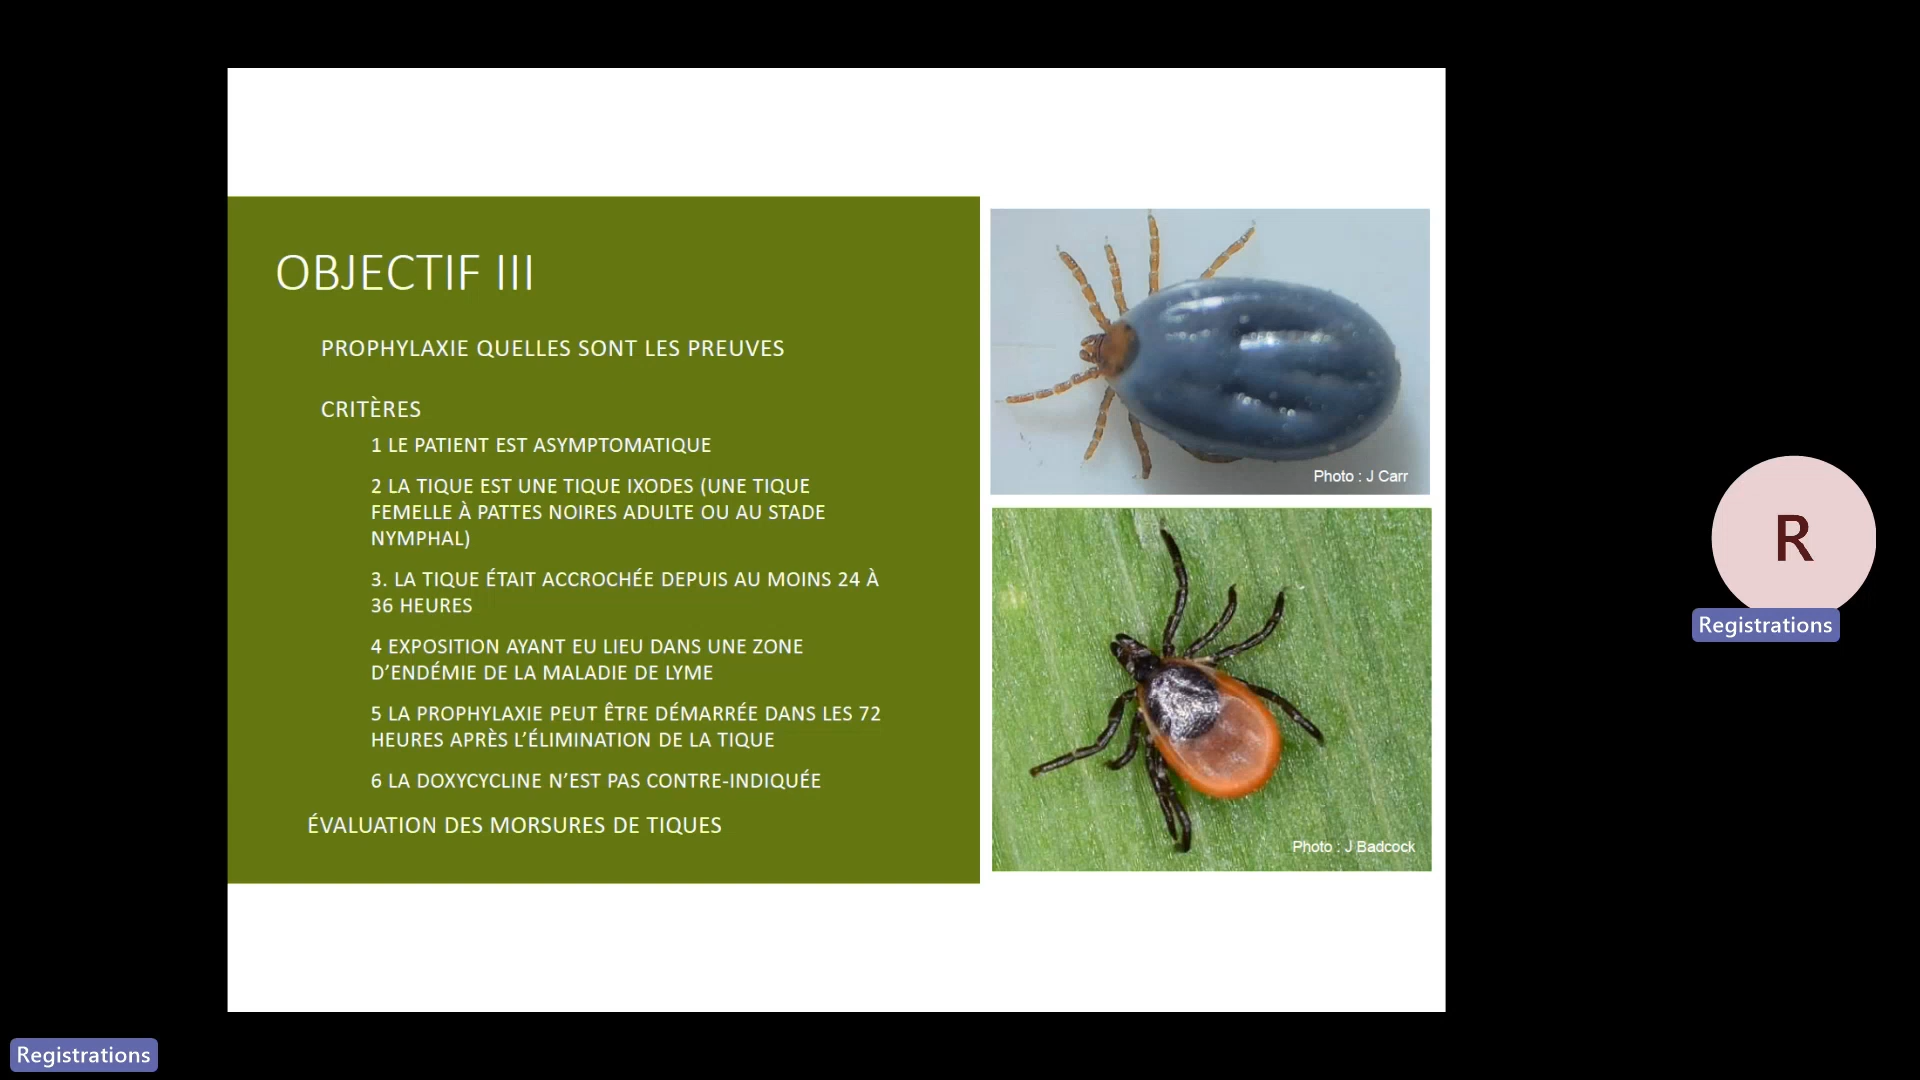 OBJECTIF III
PROPHYLAXIE QUELLES SONT LES PREUVES
CRITÈRES
1 LE PATIENT EST ASYMPTOMATIQUE
2 LA TIQUE EST UNE TIQUE IXODES (UNE TIQUE
FEMELLE À PATTES NOIRES ADULTE OU AU STADE
NYMPHAL)
3. LA TIQUE ÉTAIT ACCROCHÉE DEPUIS AU MOINS 24 À
36 HEURES
4 EXPOSITION AYANT EU LIEU DANS UNE ZONE
D’ENDÉMIE DE LA MALADIE DE LYME
5 LA PROPHYLAXIE PEUT ÊTRE DÉMARRÉE DANS LES 72
HEURES APRÈS L’ÉLIMINATION DE LA TIQUE
6 LA DOXYCYCLINE N’EST PAS CONTRE-INDIQUÉE
ÉVALUATION DES MORSURES DE TIQUES
Photo : J Carr
Photo : J Badcock
R
Registrations
Registrations